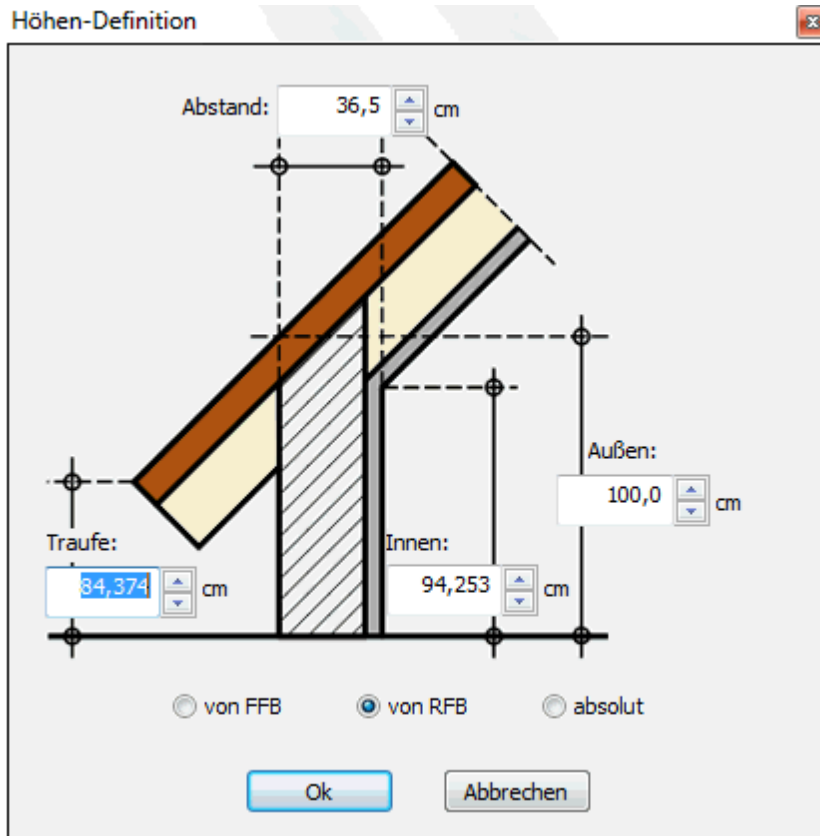 Höhen-Definition
Abstand: 36,5 cm
Außen:
100,0 cm
Traufe:
84,374 cm
Innen:
94,253 cm
von FFB von RFB absolut
Ok Abbrechen